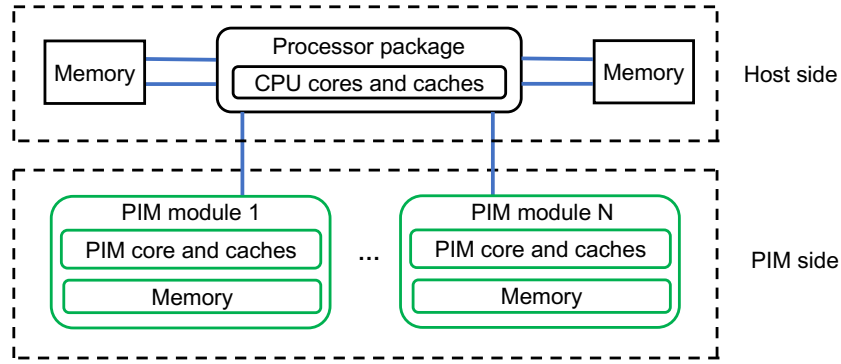 Processor package
Memory
CPU cores and caches
Memory
Host side
PIM module 1
PIM module N
PIM core and caches
...
PIM core and caches
PIM side
Memory
Memory